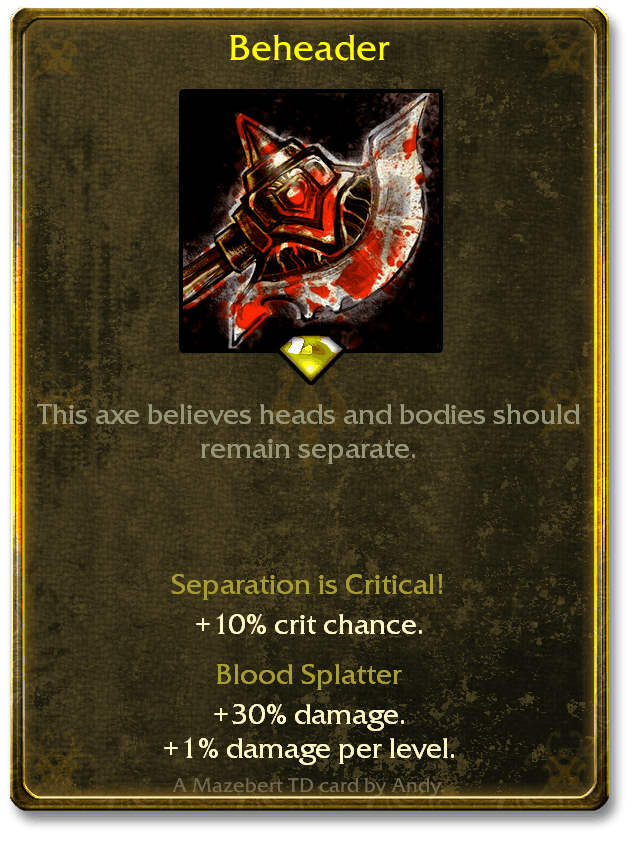 Beheader
This axe believes heads and bodies should
remain separate.
Separation is Critical!
+10% crit chance.
Blood Splatter
+30% damage.
+1% damage per level.
A Mazebert TD card by Andy.